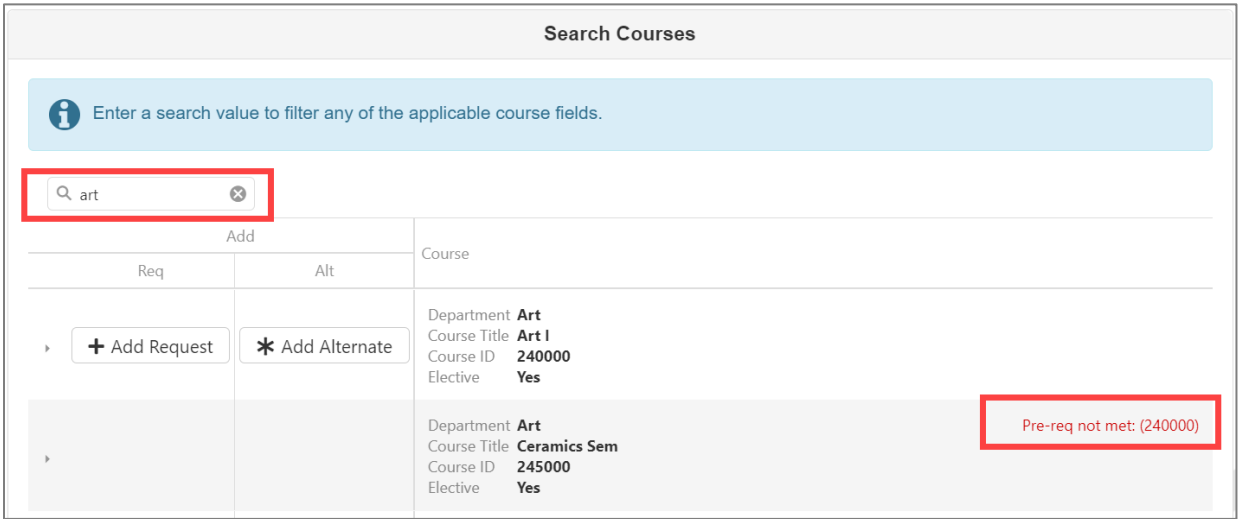 Search Courses
Enter a search value to filter any of the applicable course fields.
art
Add
Course
Req
Alt
Add Request
Add Alternate
Department Art
Course Title Art I
Course ID 240000
Elective Yes
Department Art
Course Title Ceramics Sem
Course ID 245000
Elective Yes
Pre-req not met: (240000)